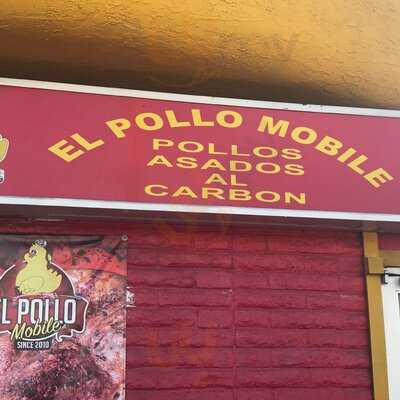 EL POLLO MOBILE
POLLOS
ASADOS
AL
CARBON
EL POLLO
Mobile
SINCE 2010